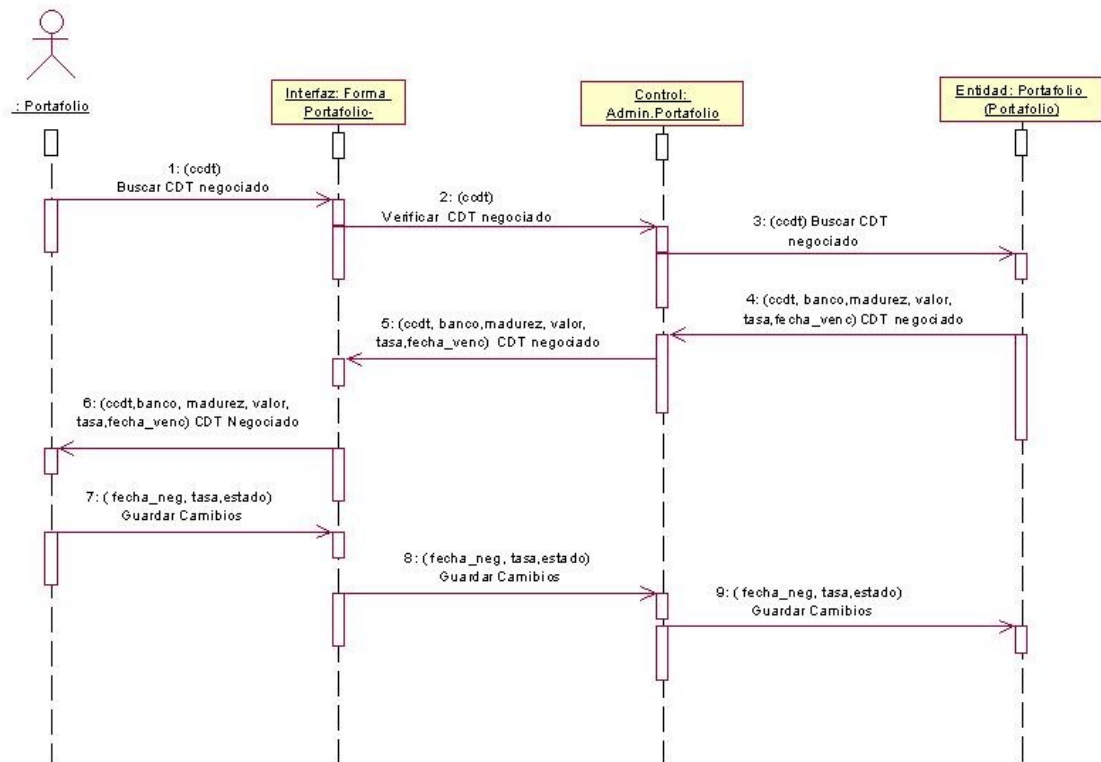 _: Portafolio
Interfaz: Forma
Portafolio-
Control:
Admin.Portafolio
Entidad: Portafolio
(Portafolio)
1: (ccdt)
Buscar CDT negociado
2: (ccdt)
Verificar CDT negociado
3: (ccdt) Buscar CDT
negociado
4: (ccdt, banco,madurez, valor,
tasa,fecha_venc) CDT negociado
5: (ccdt, banco,madurez, valor,
tasa,fecha_venc) CDT negociado
6: (ccdt,banco, madurez, valor,
tasa,fecha_venc) CDT Negociado
7: ( fecha_neg, tasa,estado)
Guardar Camibios
8: (fecha_neg, tasa,estado)
Guardar Camibios
9: ( fecha_neg, tasa,estado)
Guardar Camibios